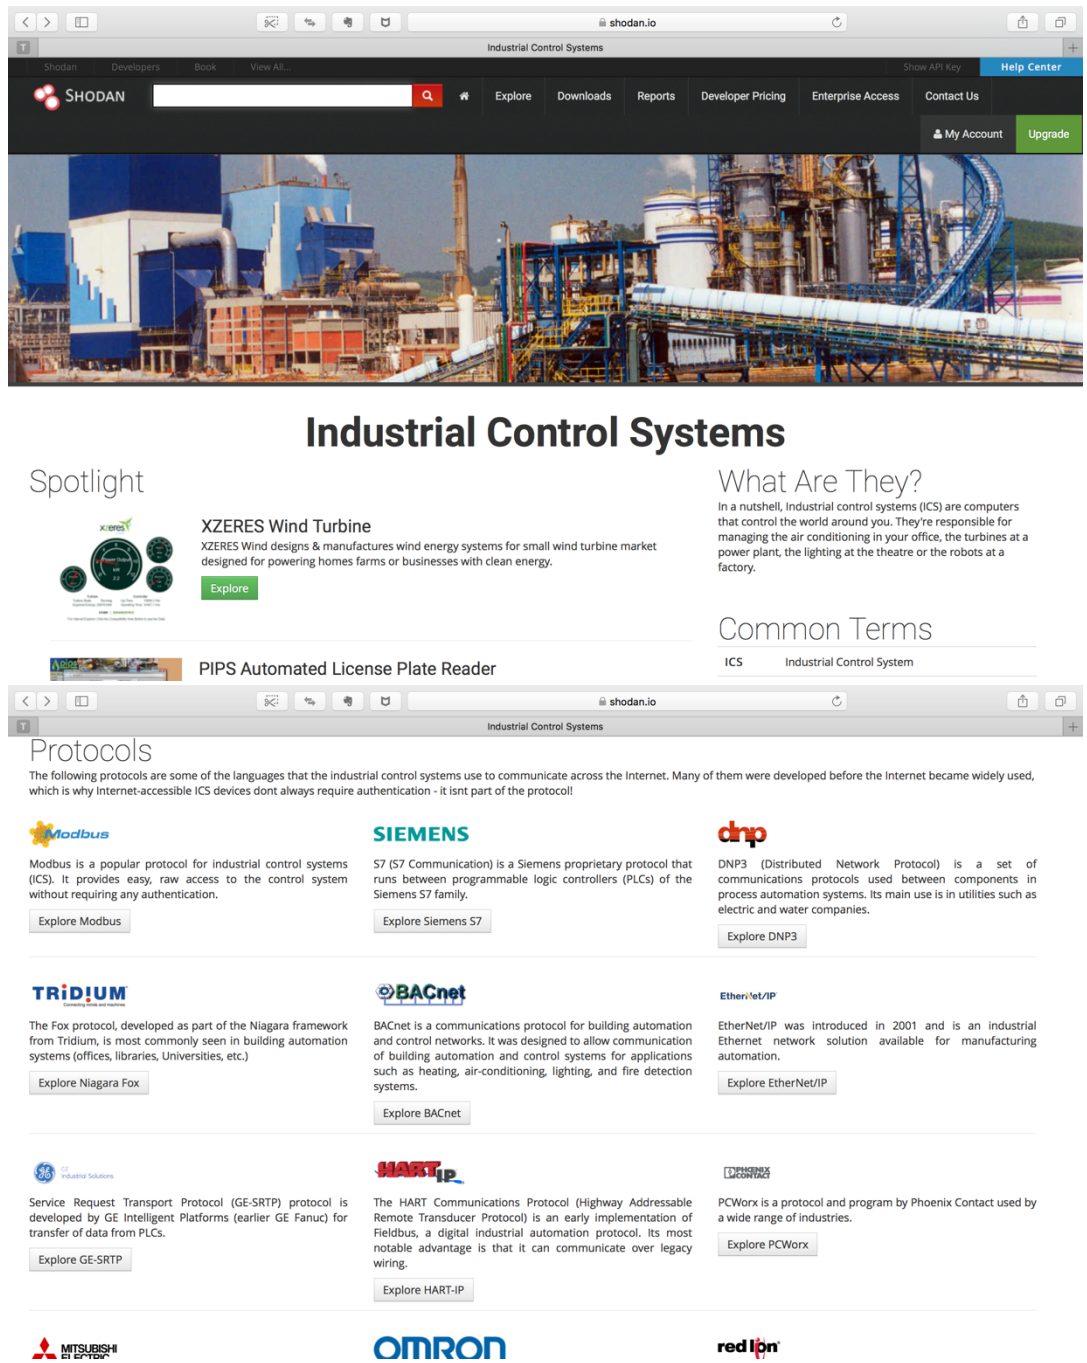 shodan.io
T
Industrial Control Systems
+
Shodan Developers Book View All... Show API Key Help Center
SHODAN Explore Downloads Reports Developer Pricing Enterprise Access Contact Us
My Account Upgrade
Industrial Control Systems
Spotlight
xzeres
XZERES Wind Turbine
XZERES Wind designs & manufactures wind energy systems for small wind turbine market
designed for powering homes farms or businesses with clean energy.
Explore
PIPS Automated License Plate Reader
What Are They?
In a nutshell, Industrial control systems (ICS) are computers
that control the world around you. They're responsible for
managing the air conditioning in your office, the turbines at a
power plant, the lighting at the theatre or the robots at a
factory.
Common Terms
ICS Industrial Control System
shodan.io
T
Industrial Control Systems
+
Protocols
The following protocols are some of the languages that the industrial control systems use to communicate across the Internet. Many of them were developed before the Internet became widely used,
which is why Internet-accessible ICS devices dont always require authentication - it isnt part of the protocol!
Modbus
Modbus is a popular protocol for industrial control systems
(ICS). It provides easy, raw access to the control system
without requiring any authentication.
Explore Modbus
SIEMENS
S7 (S7 Communication) is a Siemens proprietary protocol that
runs between programmable logic controllers (PLCs) of the
Siemens S7 family.
Explore Siemens S7
dnp
DNP3 (Distributed Network Protocol) is a set of
communications protocols used between components in
process automation systems. Its main use is in utilities such as
electric and water companies.
Explore DNP3
TRIDIUM
Connecting minds and machines
The Fox protocol, developed as part of the Niagara framework
from Tridium, is most commonly seen in building automation
systems (offices, libraries, Universities, etc.)
Explore Niagara Fox
BACnet
BACnet is a communications protocol for building automation
and control networks. It was designed to allow communication
of building automation and control systems for applications
such as heating, air-conditioning, lighting, and fire detection
systems.
Explore BACnet
EtherNet/IP
EtherNet/IP was introduced in 2001 and is an industrial
Ethernet network solution available for manufacturing
automation.
Explore EtherNet/IP
GE
Industrial Solutions
Service Request Transport Protocol (GE-SRTP) protocol is
developed by GE Intelligent Platforms (earlier GE Fanuc) for
transfer of data from PLCs.
Explore GE-SRTP
HART IP
The HART Communications Protocol (Highway Addressable
Remote Transducer Protocol) is an early implementation of
Fieldbus, a digital industrial automation protocol. Its most
notable advantage is that it can communicate over legacy
wiring.
Explore HART-IP
PHOENIX
CONTACT
PCWorx is a protocol and program by Phoenix Contact used by
a wide range of industries.
Explore PCWorx
MITSUBISHI
ELECTRIC
OMRON
red lion